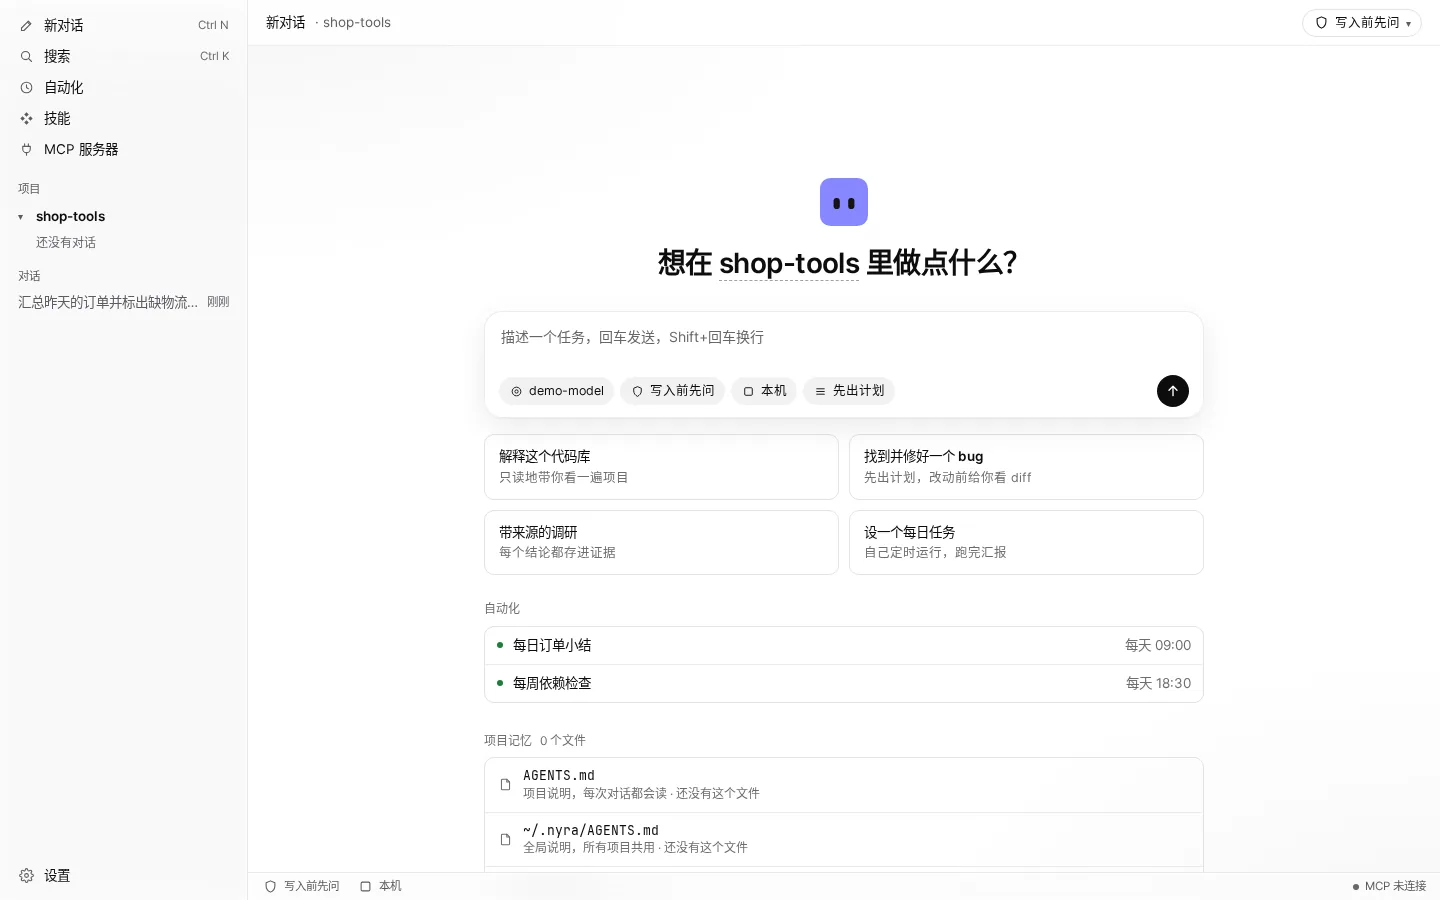 新对话 Ctrl N
搜索 Ctrl K
自动化
技能
MCP 服务器
项目
shop-tools
还没有对话
对话
汇总昨天的订单并标出缺物流... 刚刚
设置
新对话 · shop-tools
写入前先问
想在 shop-tools 里做点什么？
描述一个任务，回车发送，Shift+回车换行
demo-model 写入前先问 本机 先出计划
解释这个代码库
只读地带你看一遍项目
找到并修好一个 bug
先出计划，改动前给你看 diff
带来源的调研
每个结论都存进证据
设一个每日任务
自己定时运行，跑完汇报
自动化
每日订单小结 每天 09:00
每周依赖检查 每天 18:30
项目记忆 0 个文件
AGENTS.md
项目说明，每次对话都会读 · 还没有这个文件
~/.nyra/AGENTS.md
全局说明，所有项目共用 · 还没有这个文件
写入前先问 本机 MCP 未连接